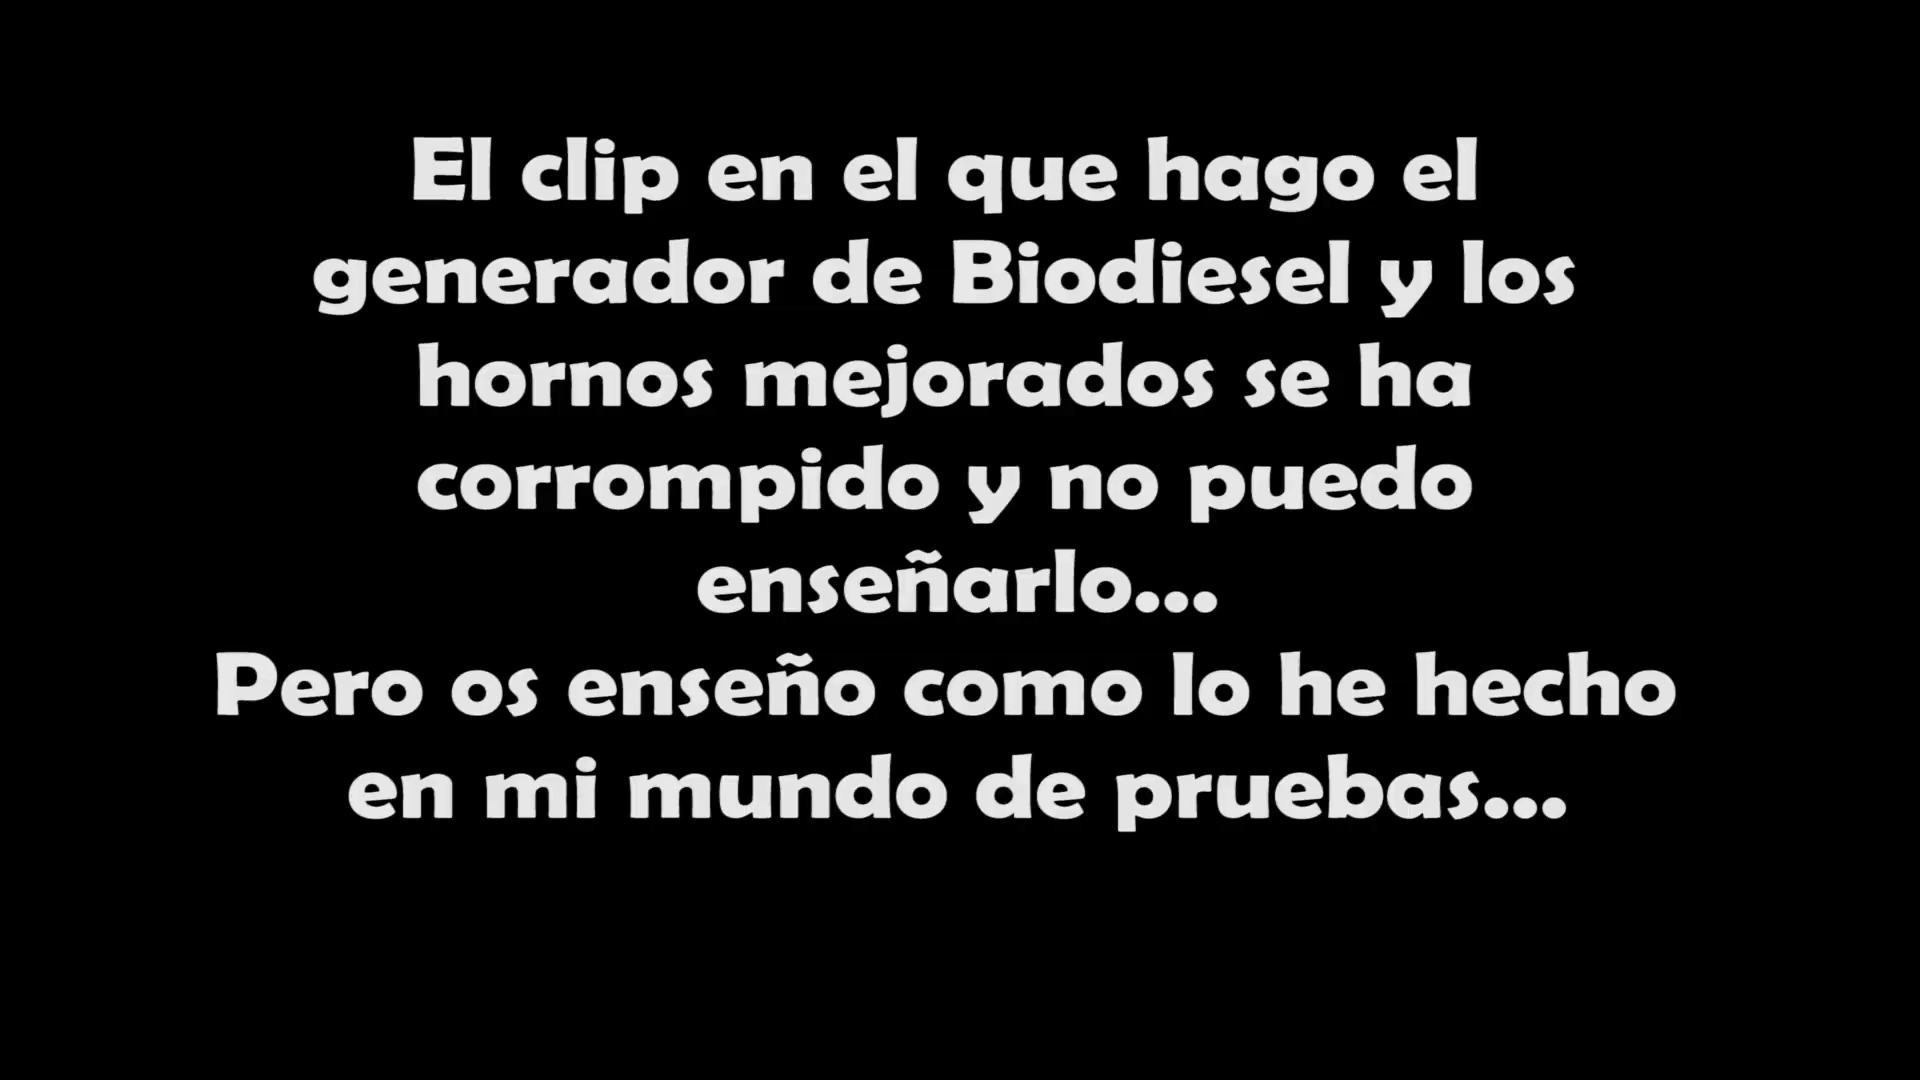 El clip en el que hago el
generador de Biodiesel y los
hornos mejorados se ha
corrompido y no puedo
enseñarlo...
Pero os enseño como lo he hecho
en mi mundo de pruebas...